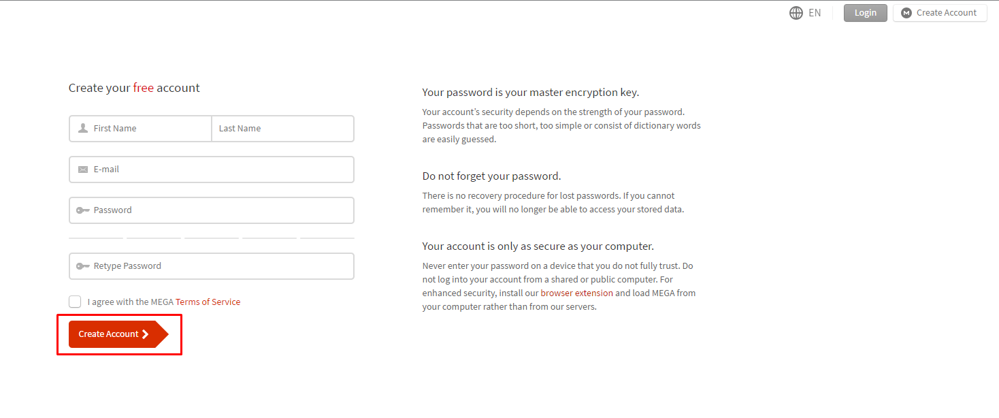 EN
Login
Create Account
Create your free account
First Name
Last Name
E-mail
Password
Retype Password
I agree with the MEGA Terms of Service
Create Account
Your password is your master encryption key.
Your account’s security depends on the strength of your password.
Passwords that are too short, too simple or consist of dictionary words
are easily guessed.
Do not forget your password.
There is no recovery procedure for lost passwords. If you cannot
remember it, you will no longer be able to access your stored data.
Your account is only as secure as your computer.
Never enter your password on a device that you do not fully trust. Do
not log into your account from a shared or public computer. For
enhanced security, install our browser extension and load MEGA from
your computer rather than from our servers.